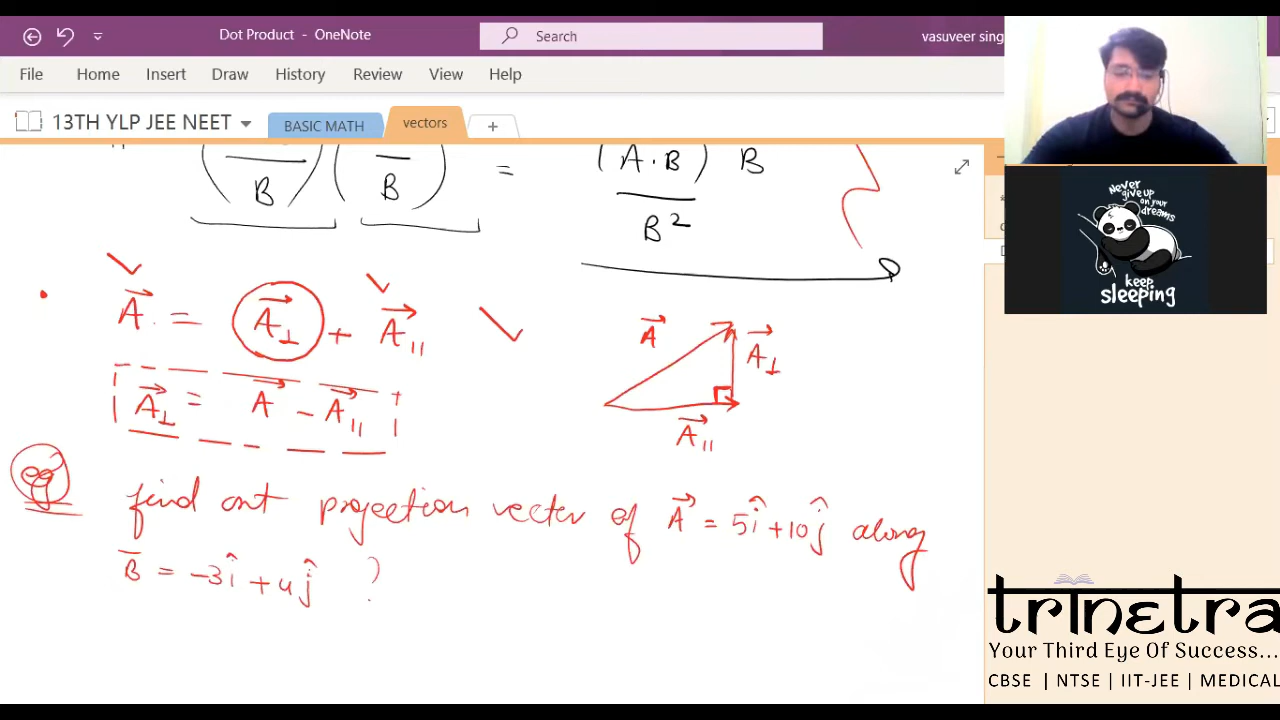 Dot Product - OneNote
Search
vasuveer sing
File Home Insert Draw History Review View Help
13TH YLP JEE NEET
BASIC MATH
vectors
B B = (A·B) B
B²
A⃗ = A⃗⊥ + A⃗||
A⃗ A⃗⊥
A⃗⊥ = A⃗ - A⃗||
A⃗||
eg find out projection vector of A⃗ = 5î + 10ĵ along
B̄ = -3î + 4ĵ ?
Never
give up
on your
dreams
keep
sleeping
trinetra
Your Third Eye Of Success...
CBSE | NTSE | IIT-JEE | MEDICAL